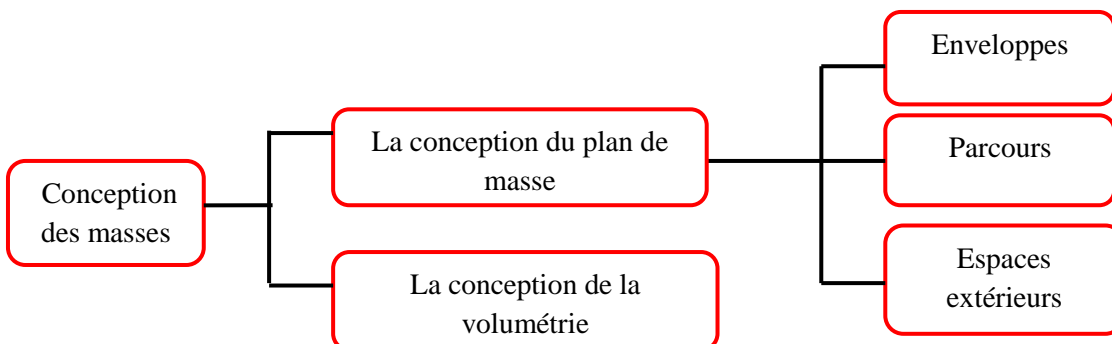 Conception
des masses
La conception du plan de
masse
La conception de la
volumétrie
Enveloppes
Parcours
Espaces
extérieurs